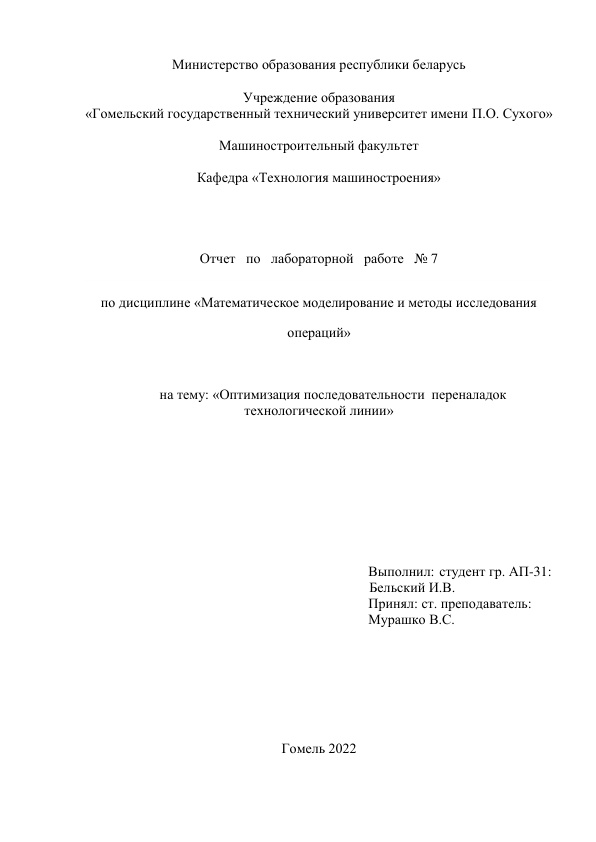 Министерство образования республики беларусь
Учреждение образования
«Гомельский государственный технический университет имени П.О. Сухого»
Машиностроительный факультет
Кафедра «Технология машиностроения»
Отчет по лабораторной работе № 7
по дисциплине «Математическое моделирование и методы исследования
операций»
на тему: «Оптимизация последовательности переналадок
технологической линии»
Выполнил: студент гр. АП-31:
Бельский И.В.
Принял: ст. преподаватель:
Мурашко В.С.
Гомель 2022